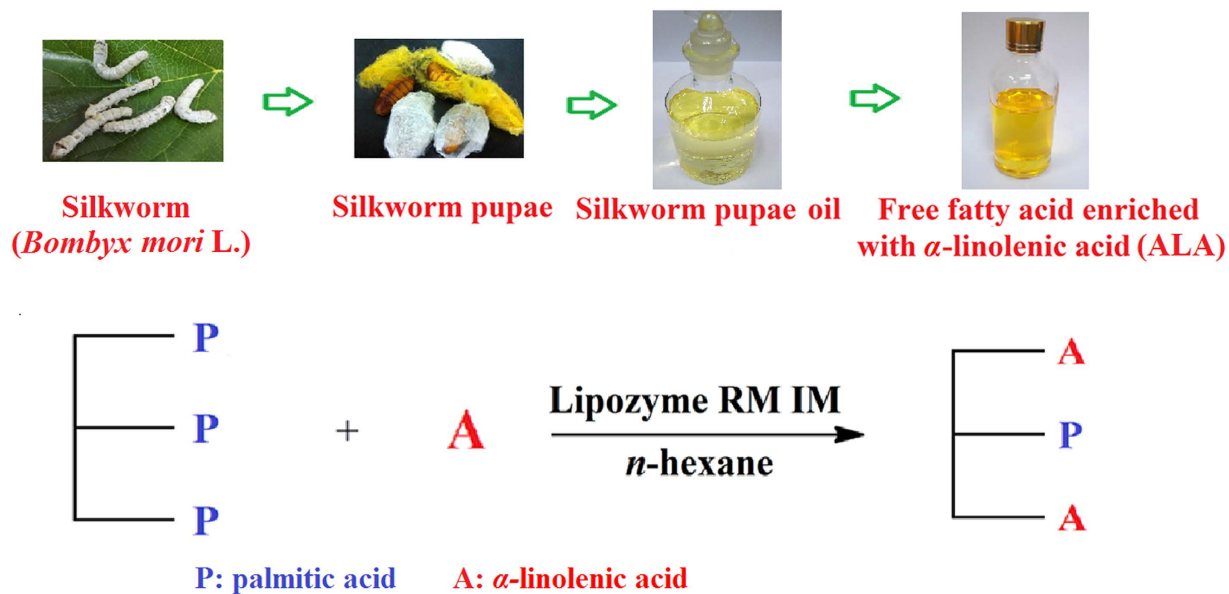 Silkworm
(Bombyx mori L.)
Silkworm pupae
Silkworm pupae oil
Free fatty acid enriched
with α-linolenic acid (ALA)
P
P
P
+
A
Lipozyme RM IM
n-hexane
A
P
A
P: palmitic acid
A: α-linolenic acid